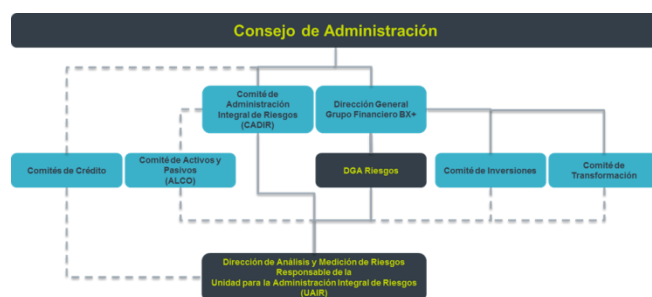 Consejo de Administración
Comité de
Administración
Integral de Riesgos
(CADIR)
Dirección General
Grupo Financiero BX+
Comités de Crédito
Comité de Activos y
Pasivos
(ALCO)
DGA Riesgos
Comité de Inversiones
Comité de
Transformación
Dirección de Análisis y Medición de Riesgos
Responsable de la
Unidad para la Administración Integral de Riesgos
(UAIR)